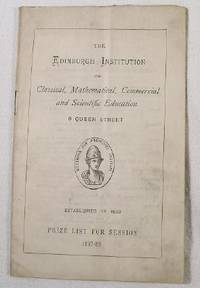 THE
EDINBURGH INSTITUTION
FOR
Classical, Mathematical, Commercial
and Scientific Education
8 QUEEN STREET
ESTABLISHED IN 1832
PRIZE LIST FOR SESSION